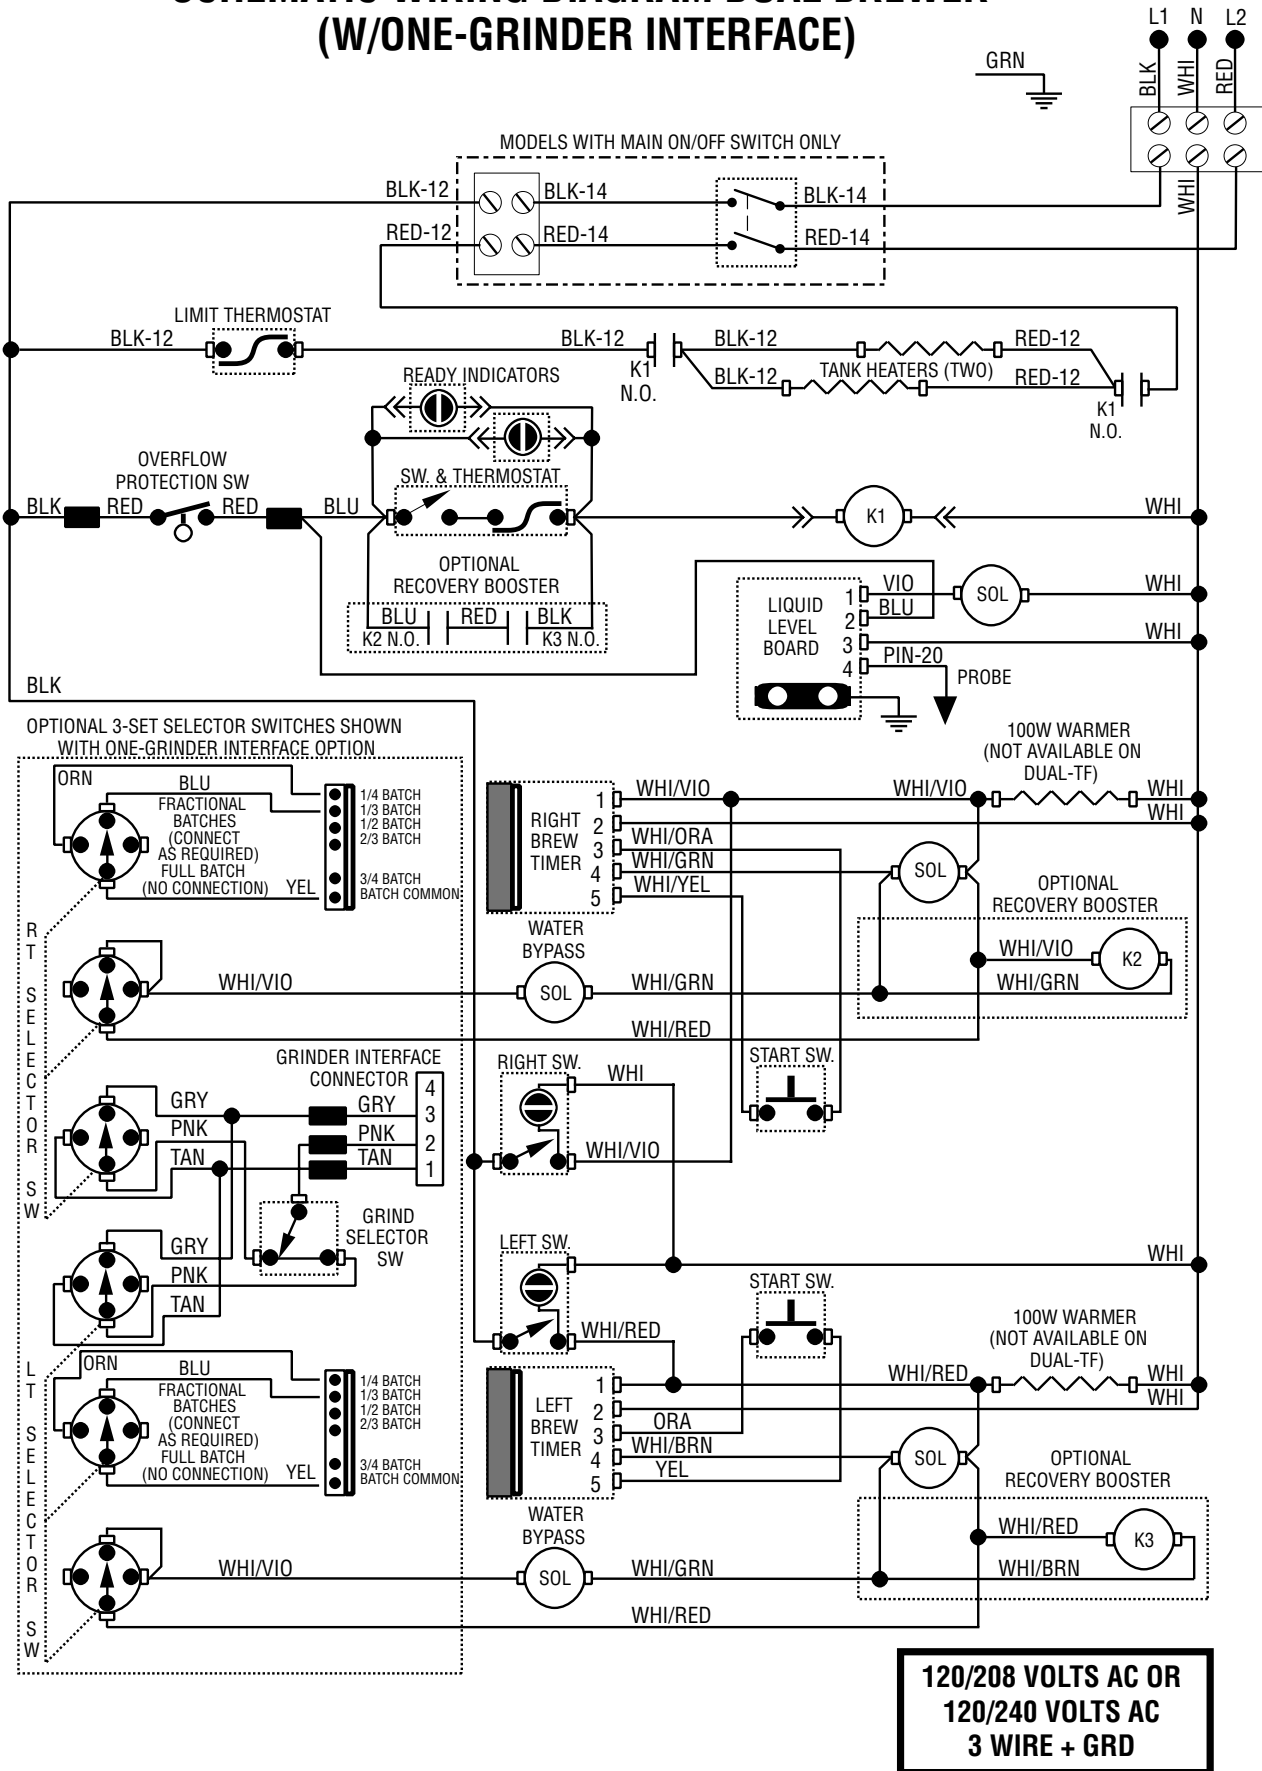 SCHEMATIC WIRING DIAGRAM DUAL BREWER
(W/ONE-GRINDER INTERFACE)
L1 N L2
GRN
BLK
WHI
RED
MODELS WITH MAIN ON/OFF SWITCH ONLY
BLK-12
BLK-14
BLK-14
WHI
RED-12
RED-14
RED-14
LIMIT THERMOSTAT
BLK-12
BLK-12
BLK-12
RED-12
K1
N.O.
BLK-12
TANK HEATERS (TWO)
RED-12
K1
N.O.
READY INDICATORS
OVERFLOW
PROTECTION SW
SW. & THERMOSTAT
BLK
RED
RED
BLU
K1
WHI
OPTIONAL
RECOVERY BOOSTER
BLU
RED
BLK
K2 N.O.
K3 N.O.
LIQUID
LEVEL
BOARD
1
2
3
4
VIO
BLU
SOL
WHI
WHI
PIN-20
PROBE
BLK
OPTIONAL 3-SET SELECTOR SWITCHES SHOWN
WITH ONE-GRINDER INTERFACE OPTION
ORN
BLU
FRACTIONAL
BATCHES
(CONNECT
AS REQUIRED)
FULL BATCH
(NO CONNECTION)
YEL
1/4 BATCH
1/3 BATCH
1/2 BATCH
2/3 BATCH
3/4 BATCH
BATCH COMMON
RIGHT
BREW
TIMER
1
2
3
4
5
WHI/VIO
WHI/ORA
WHI/GRN
WHI/YEL
WHI/VIO
100W WARMER
(NOT AVAILABLE ON
DUAL-TF)
WHI
WHI
SOL
OPTIONAL
RECOVERY BOOSTER
WHI/VIO
K2
WHI/GRN
RT SELECTOR SW
WATER
BYPASS
WHI/VIO
SOL
WHI/GRN
WHI/RED
GRINDER INTERFACE
CONNECTOR
4
3
2
1
GRY
GRY
PNK
PNK
TAN
TAN
RIGHT SW.
WHI
WHI/VIO
START SW.
GRIND
SELECTOR
SW
GRY
PNK
TAN
LEFT SW.
WHI
WHI/RED
START SW.
LT SELECTOR SW
ORN
BLU
FRACTIONAL
BATCHES
(CONNECT
AS REQUIRED)
FULL BATCH
(NO CONNECTION)
YEL
1/4 BATCH
1/3 BATCH
1/2 BATCH
2/3 BATCH
3/4 BATCH
BATCH COMMON
LEFT
BREW
TIMER
1
2
3
4
5
ORA
WHI/BRN
YEL
WHI/RED
100W WARMER
(NOT AVAILABLE ON
DUAL-TF)
WHI
WHI
SOL
OPTIONAL
RECOVERY BOOSTER
WHI/RED
K3
WHI/BRN
WATER
BYPASS
WHI/VIO
SOL
WHI/GRN
WHI/RED
120/208 VOLTS AC OR
120/240 VOLTS AC
3 WIRE + GRD